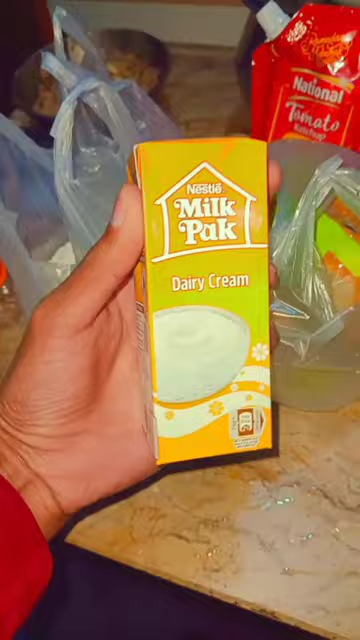 National
Tomato
Ketchup
Nestlé
Milk
Pak
Dairy Cream